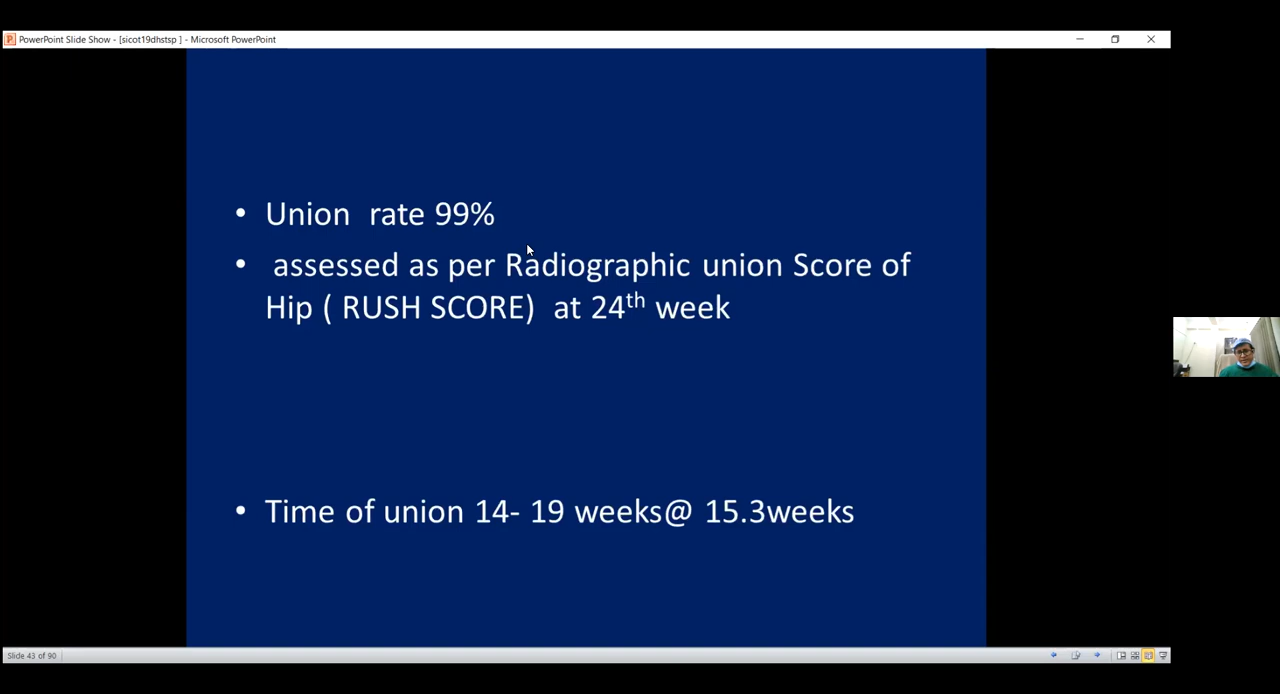 PowerPoint Slide Show - [sicot19dhstsp ] - Microsoft PowerPoint
• Union rate 99%
• assessed as per Radiographic union Score of
Hip ( RUSH SCORE) at 24th week
• Time of union 14- 19 weeks@ 15.3weeks
Slide 43 of 90